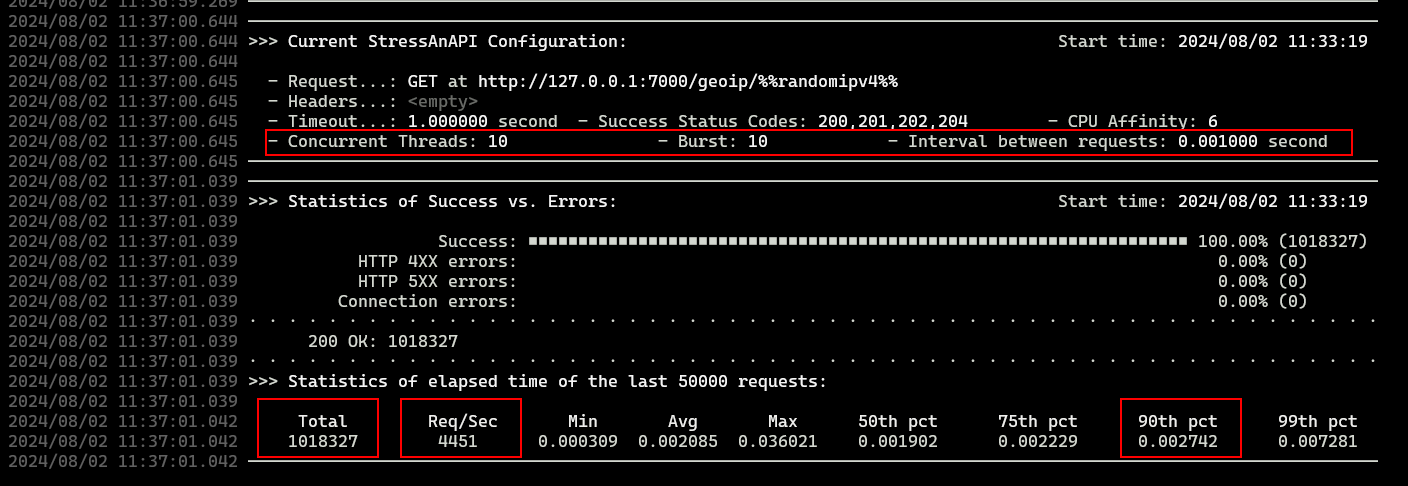 2024/08/02 11:36:59.269
2024/08/02 11:37:00.644
2024/08/02 11:37:00.644 >>> Current StressAnAPI Configuration: Start time: 2024/08/02 11:33:19
2024/08/02 11:37:00.644
2024/08/02 11:37:00.645 - Request...: GET at http://127.0.0.1:7000/geoip/%%randomipv4%%
2024/08/02 11:37:00.645 - Headers...: <empty>
2024/08/02 11:37:00.645 - Timeout...: 1.000000 second - Success Status Codes: 200,201,202,204 - CPU Affinity: 6
2024/08/02 11:37:00.645 - Concurrent Threads: 10 - Burst: 10 - Interval between requests: 0.001000 second
2024/08/02 11:37:00.645
2024/08/02 11:37:01.039
2024/08/02 11:37:01.039 >>> Statistics of Success vs. Errors: Start time: 2024/08/02 11:33:19
2024/08/02 11:37:01.039
2024/08/02 11:37:01.039 Success: 100.00% (1018327)
2024/08/02 11:37:01.039 HTTP 4XX errors: 0.00% (0)
2024/08/02 11:37:01.039 HTTP 5XX errors: 0.00% (0)
2024/08/02 11:37:01.039 Connection errors: 0.00% (0)
2024/08/02 11:37:01.039
2024/08/02 11:37:01.039 200 OK: 1018327
2024/08/02 11:37:01.039
2024/08/02 11:37:01.039 >>> Statistics of elapsed time of the last 50000 requests:
2024/08/02 11:37:01.039
2024/08/02 11:37:01.042 Total Req/Sec Min Avg Max 50th pct 75th pct 90th pct 99th pct
2024/08/02 11:37:01.042 1018327 4451 0.000309 0.002085 0.036021 0.001902 0.002229 0.002742 0.007281
2024/08/02 11:37:01.042